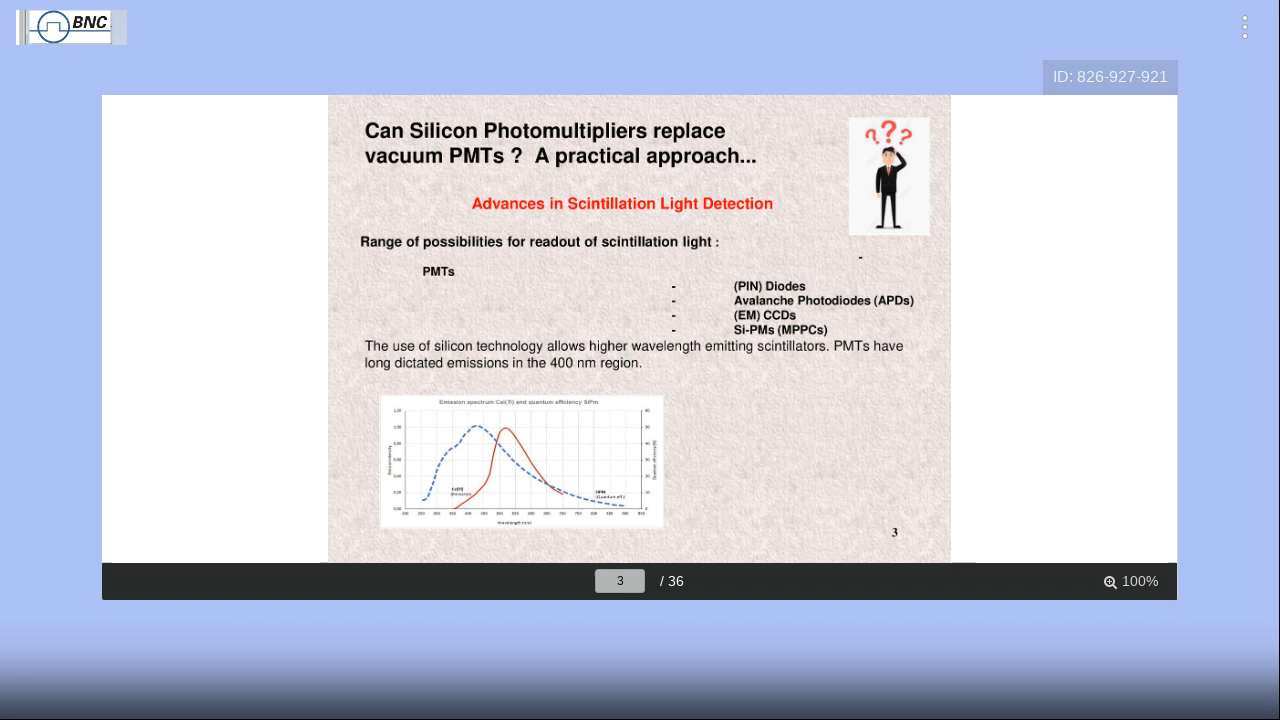 BNC
ID: 826-927-921
Can Silicon Photomultipliers replace
vacuum PMTs ? A practical approach...
? ? ?
Advances in Scintillation Light Detection
Range of possibilities for readout of scintillation light :
-
PMTs
- (PIN) Diodes
- Avalanche Photodiodes (APDs)
- (EM) CCDs
- Si-PMs (MPPCs)
The use of silicon technology allows higher wavelength emitting scintillators. PMTs have
long dictated emissions in the 400 nm region.
Emission spectrum CsI(Tl) and quantum efficiency SiPm
Wavelength (nm)
3
3 / 36
100%